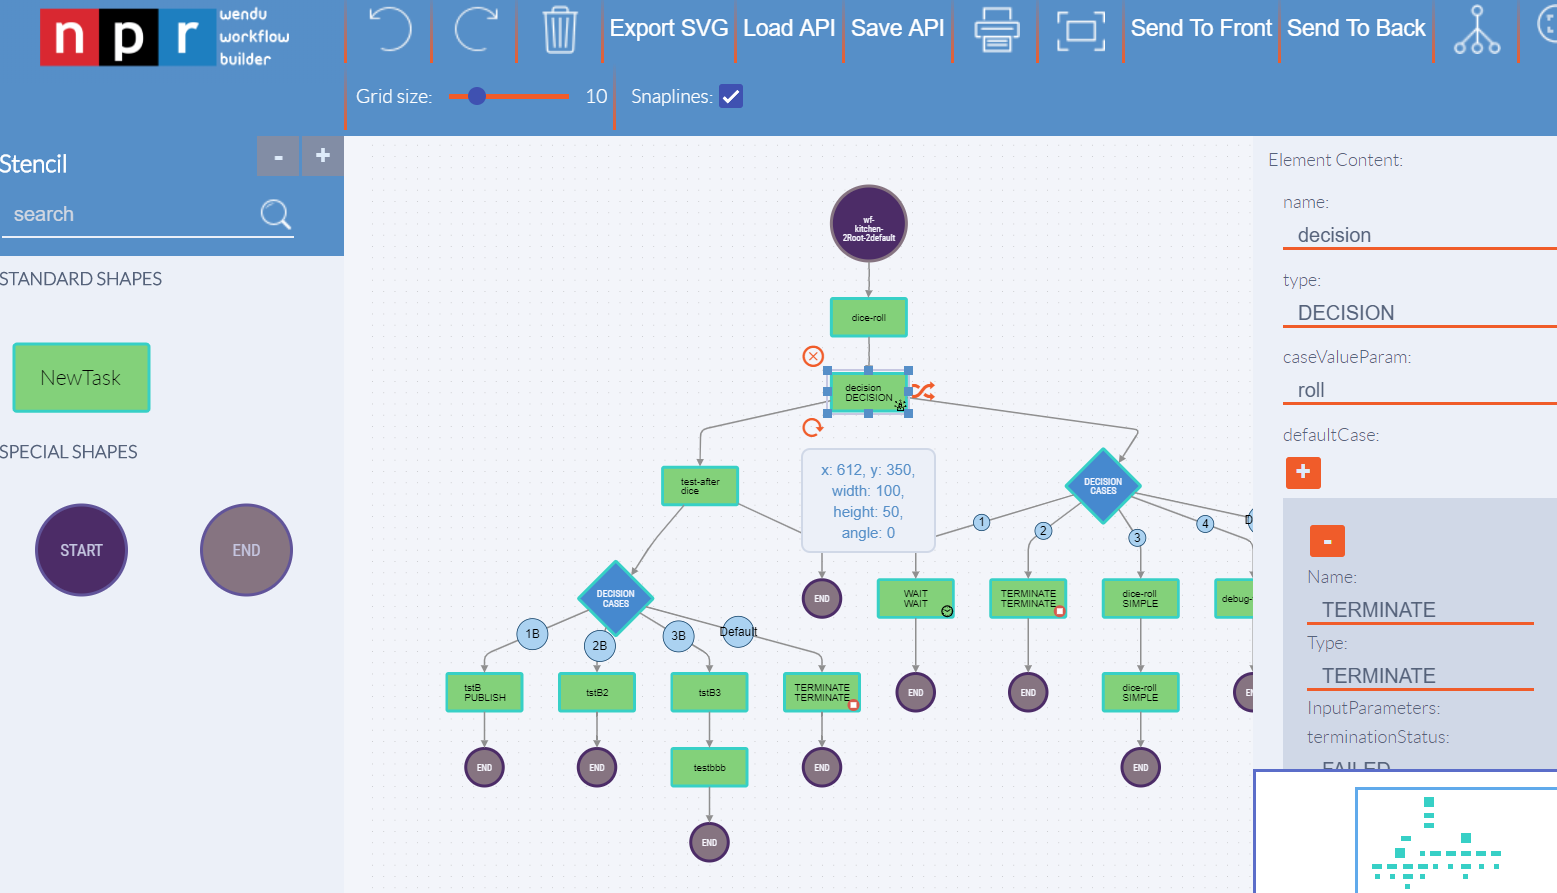 npr
wendu
workflow
builder
Export SVG
Load API
Save API
Send To Front
Send To Back
Grid size:
10
Snaplines:
Stencil
-
+
search
STANDARD SHAPES
NewTask
SPECIAL SHAPES
START
END
wf-
kitchen-
2Root-2default
dice-roll
decision
DECISION
x: 612, y: 350,
width: 100,
height: 50,
angle: 0
test-after
dice
DECISION
CASES
1
2
3
4
D
DECISION
CASES
1B
2B
3B
Default
END
WAIT
WAIT
TERMINATE
TERMINATE
dice-roll
SIMPLE
debug-
tstB
PUBLISH
tstB2
tstB3
TERMINATE
TERMINATE
END
END
dice-roll
SIMPLE
EN
END
END
testbbb
END
END
END
Element Content:
name:
decision
type:
DECISION
caseValueParam:
roll
defaultCase:
+
-
Name:
TERMINATE
Type:
TERMINATE
InputParameters:
terminationStatus:
FAILED